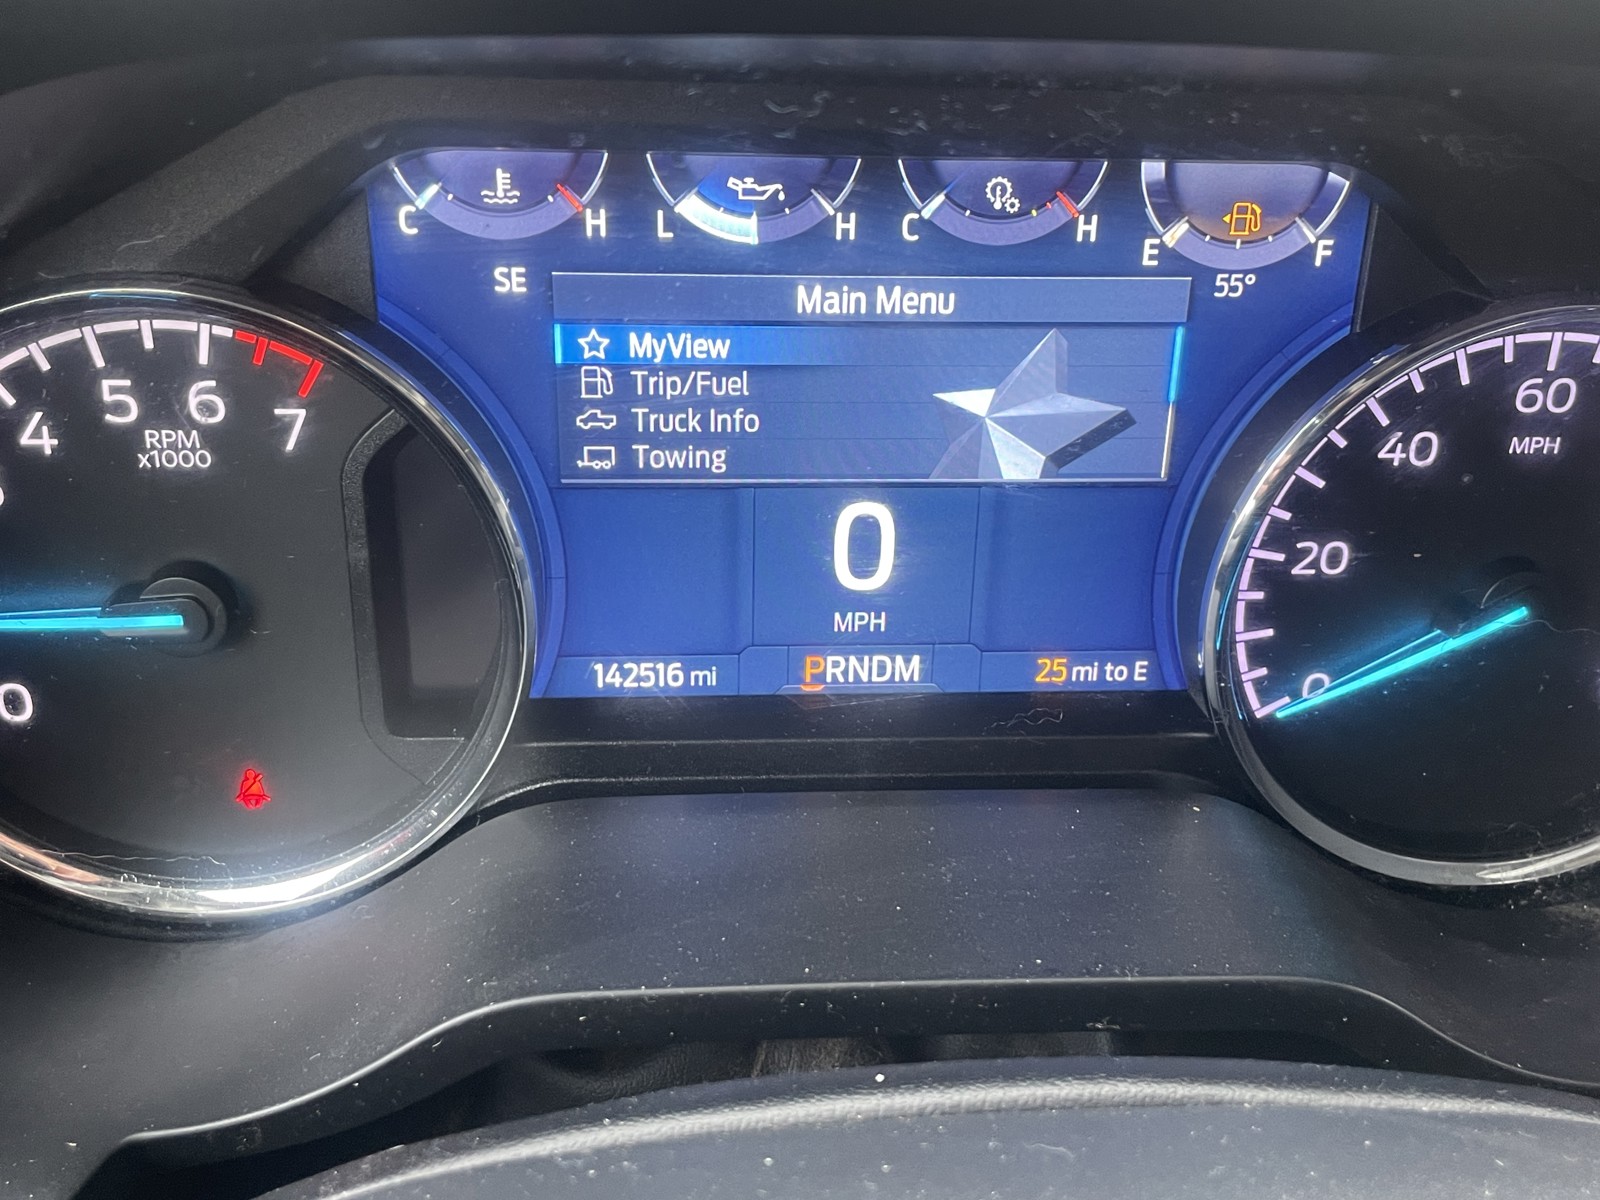 C H
L H
C H
E F
SE
55°
Main Menu
MyView
Trip/Fuel
Truck Info
Towing
0
MPH
142516 mi
PRNDM
25 mi to E
0
4
5
6
7
RPM
x1000
0
20
40
60
MPH